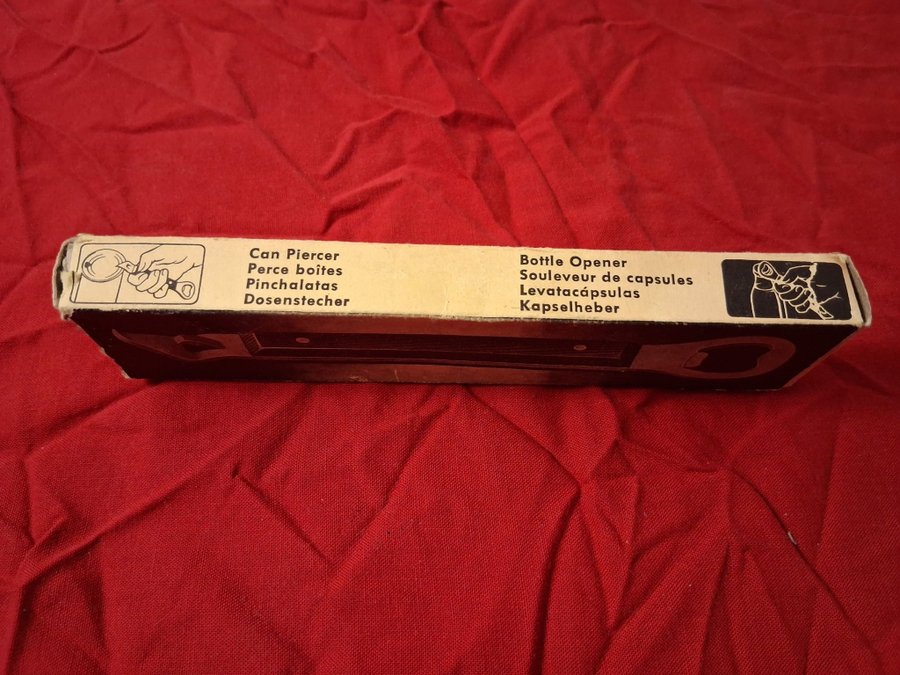 Can Piercer
Perce boîtes
Pinchalatas
Dosenstecher
Bottle Opener
Souleveur de capsules
Levatacápsulas
Kapselheber